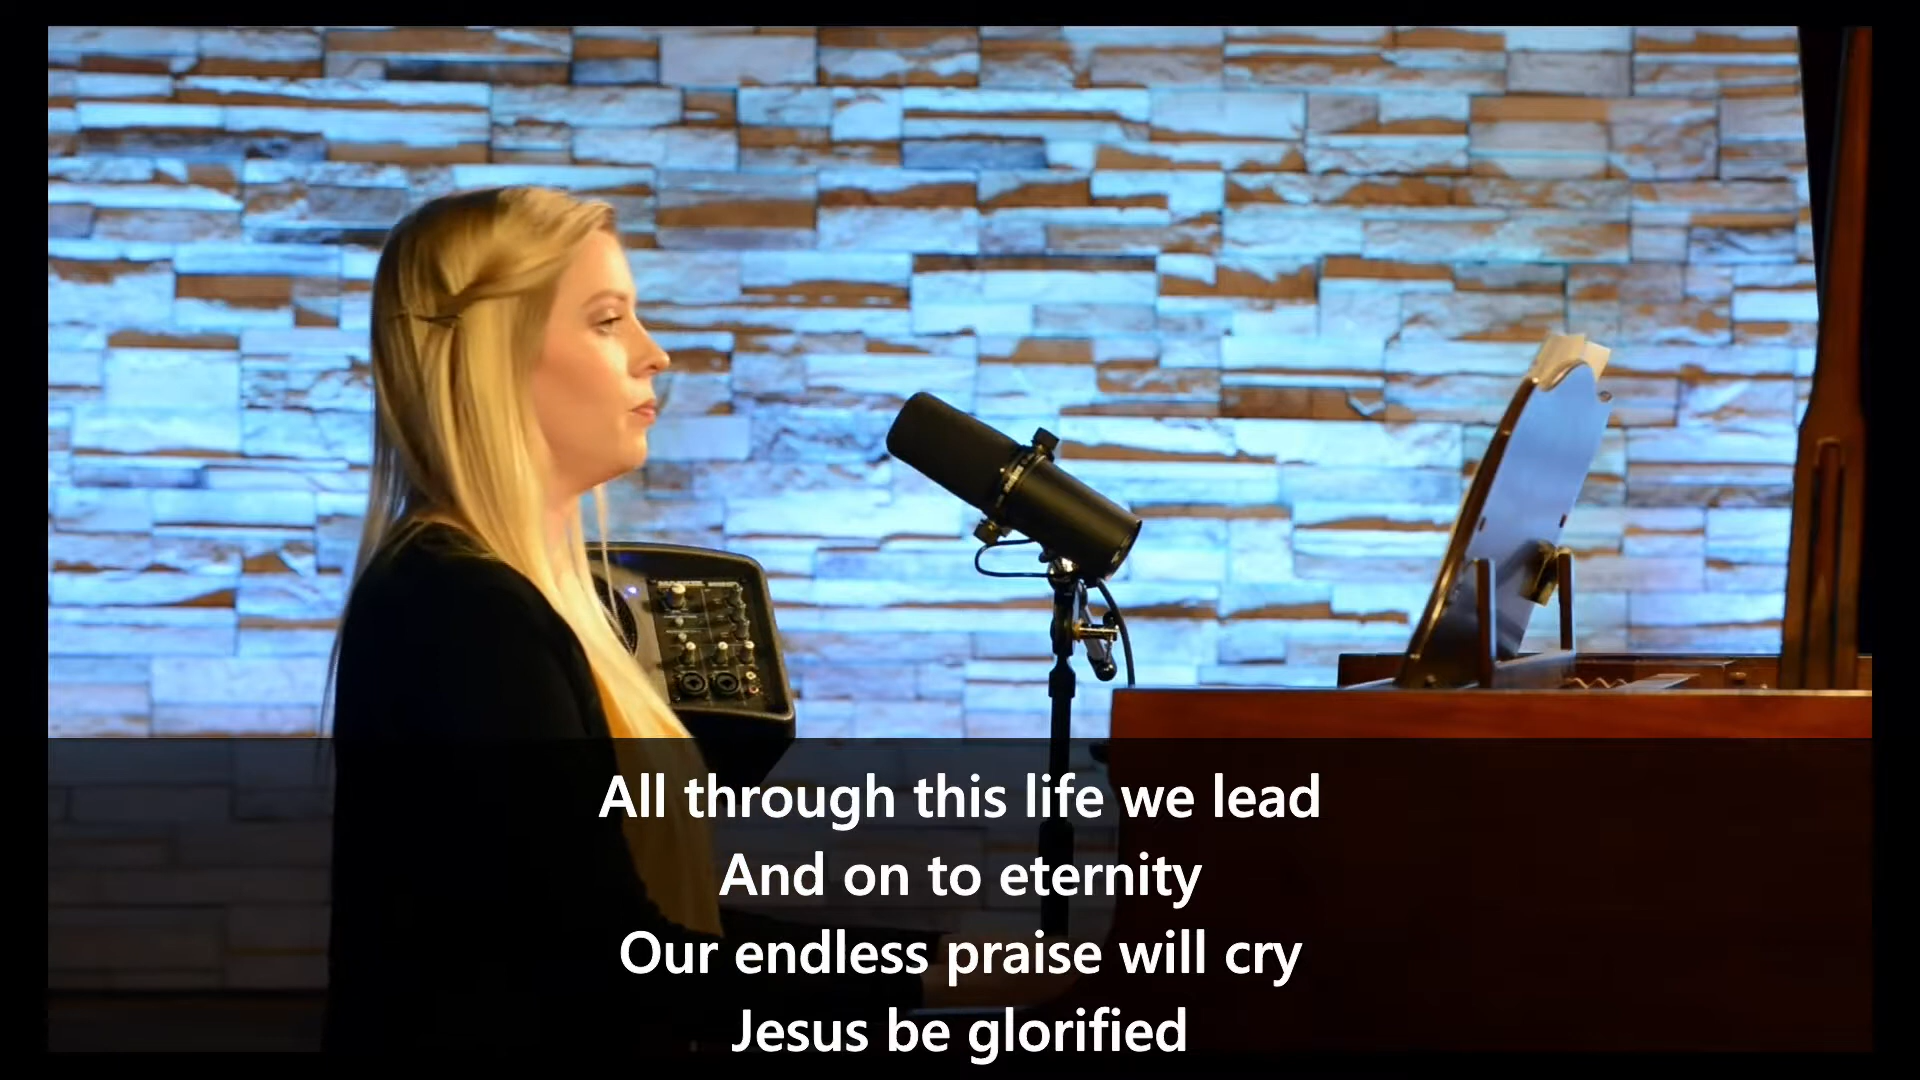 All through this life we lead
And on to eternity
Our endless praise will cry
Jesus be glorified